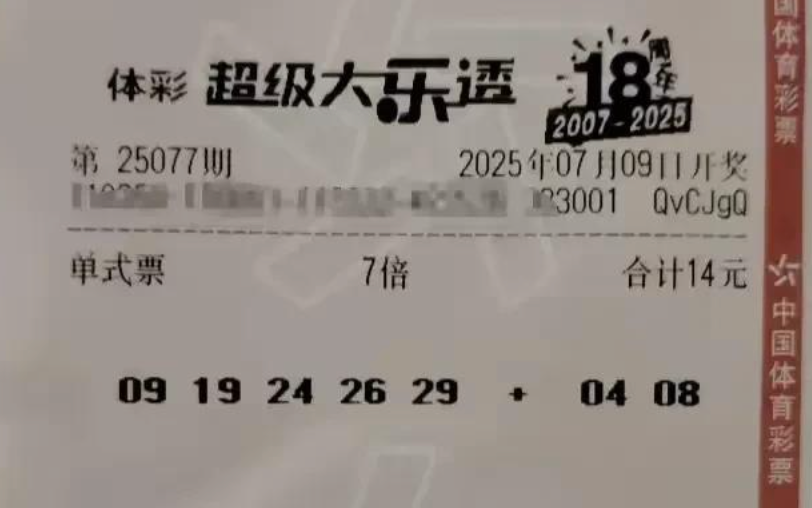 体彩 超级大乐透 18周年
2007-2025
第 25077期 2025年07月09日开奖
3001 QvCJgQ
单式票 7倍 合计14元
09 19 24 26 29 + 04 08
国体育彩票
中国体育彩票